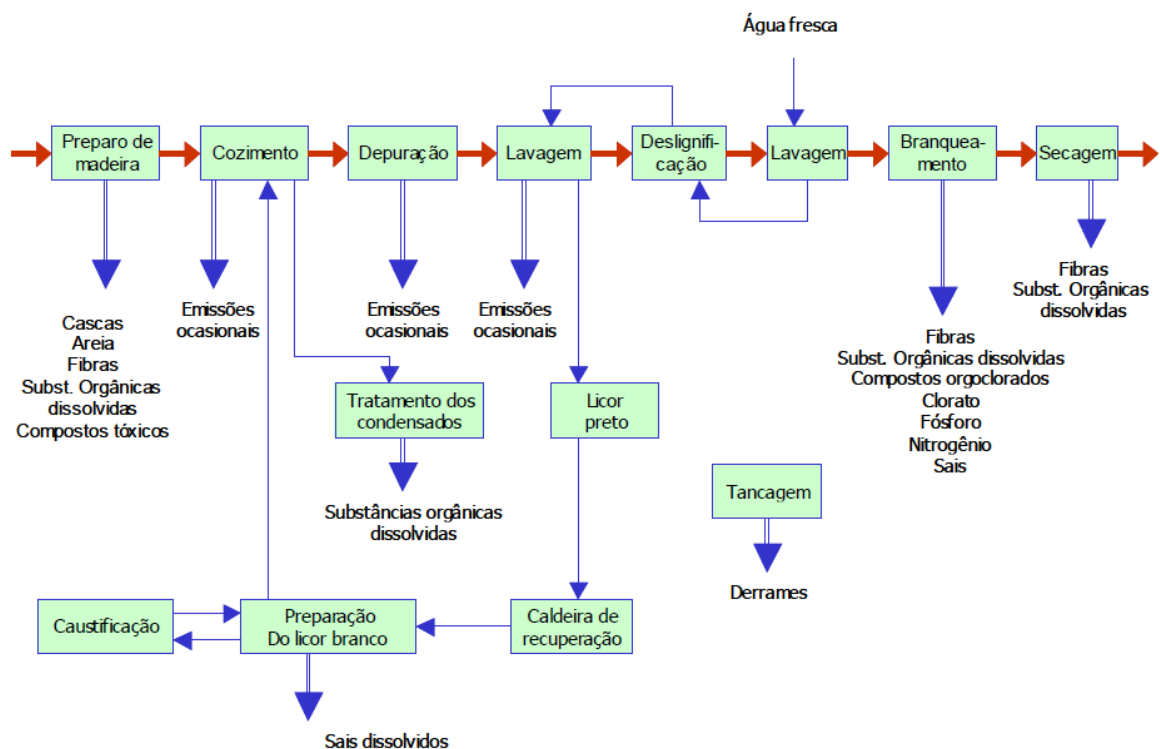 Água fresca
Preparo de
madeira
Cozimento
Depuração
Lavagem
Deslignifi-
cação
Lavagem
Branquea-
mento
Secagem
Cascas
Areia
Fibras
Subst. Orgânicas
dissolvidas
Compostos tóxicos
Emissões
ocasionais
Emissões
ocasionais
Emissões
ocasionais
Fibras
Subst. Orgânicas dissolvidas
Compostos orgoclorados
Clorato
Fósforo
Nitrogênio
Sais
Fibras
Subst. Orgânicas
dissolvidas
Tratamento dos
condensados
Licor
preto
Substâncias orgânicas
dissolvidas
Tancagem
Derrames
Caustificação
Preparação
Do licor branco
Caldeira de
recuperação
Sais dissolvidos